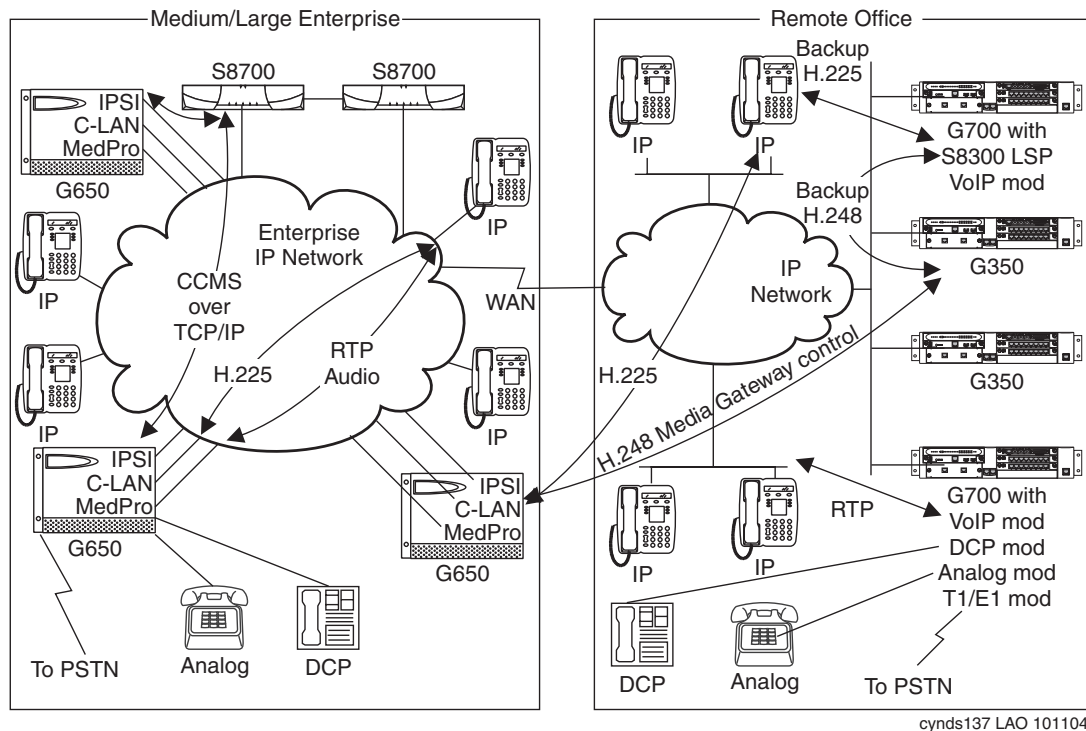 Medium/Large Enterprise
S8700
S8700
IPSI
C-LAN
MedPro
G650
IP
IP
IP
IP
Enterprise
IP Network
CCMS
over
TCP/IP
H.225
RTP
Audio
WAN
IPSI
C-LAN
MedPro
G650
IPSI
C-LAN
MedPro
G650
To PSTN
Analog
DCP
Remote Office
Backup
H.225
IP
IP
G700 with
S8300 LSP
VoIP mod
Backup
H.248
G350
IP
Network
G350
H.225
H.248 Media Gateway control
RTP
IP
IP
G700 with
VoIP mod
DCP mod
Analog mod
T1/E1 mod
DCP
Analog
To PSTN
cynds137 LAO 101104